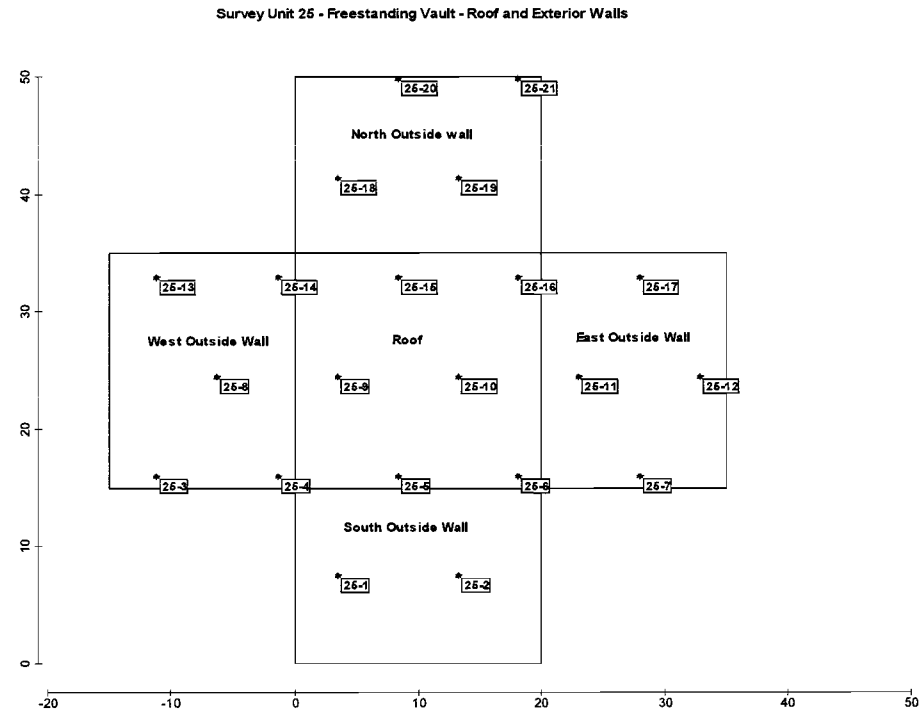 Survey Unit 25 - Freestanding Vault - Roof and Exterior Walls
50
25-20 25-21
North Outside wall
40
25-18 25-19
30
25-13 25-14 25-15 25-16 25-17
West Outside Wall Roof East Outside Wall
25-8 25-9 25-10 25-11 25-12
20
25-3 25-4 25-5 25-6 25-7
South Outside Wall
10
25-1 25-2
0
-20 -10 0 10 20 30 40 50